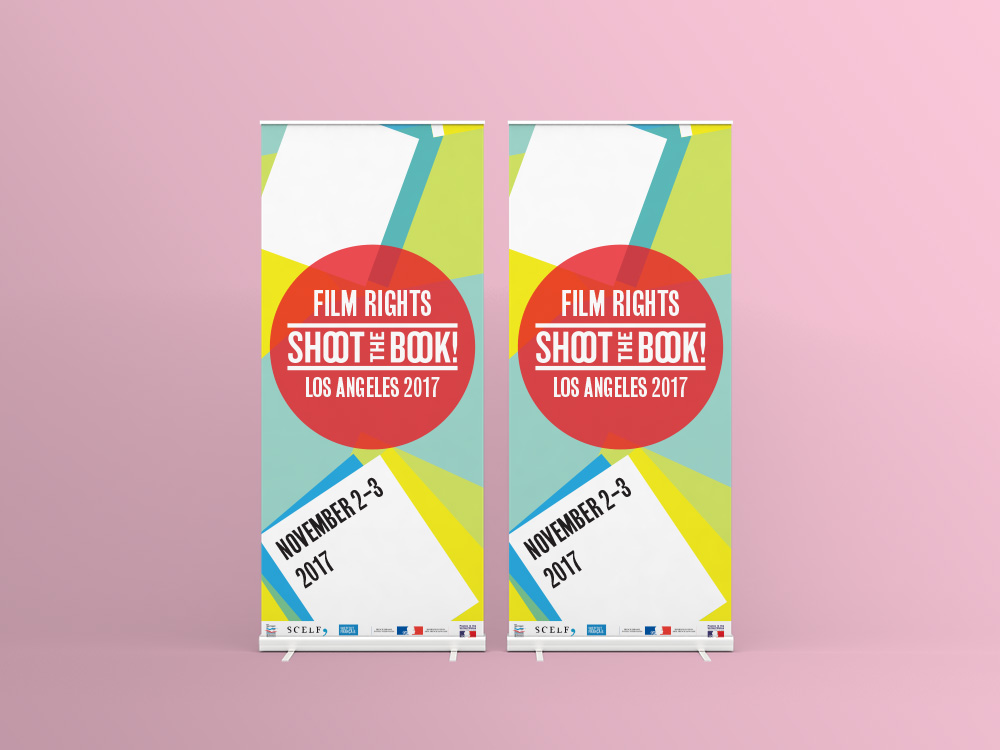 FILM RIGHTS
SHOOT THE BOOK!
LOS ANGELES 2017
NOVEMBER 2–3
2017
SCELF,
FILM RIGHTS
SHOOT THE BOOK!
LOS ANGELES 2017
NOVEMBER 2–3
2017
SCELF,